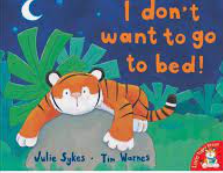 I don't
want to go
to bed!
Julie Sykes · Tim Warnes